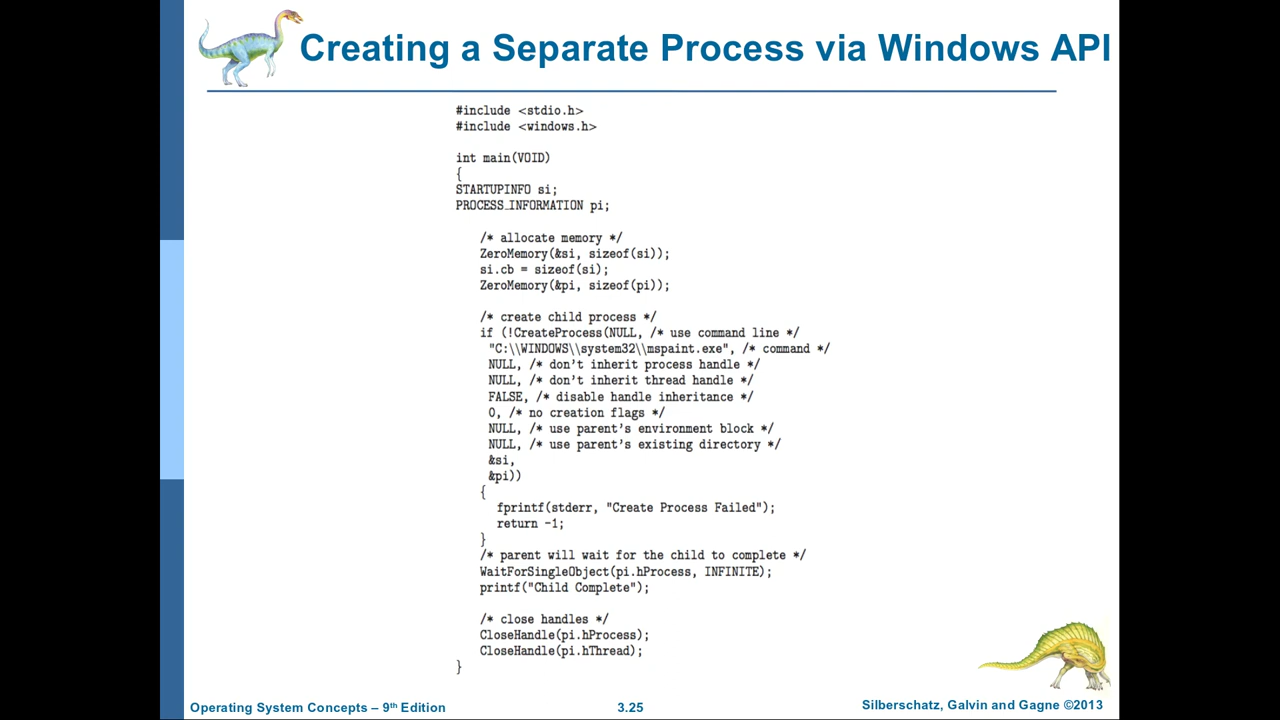 Creating a Separate Process via Windows API
#include <stdio.h>
#include <windows.h>
int main(VOID)
{
STARTUPINFO si;
PROCESS_INFORMATION pi;
/* allocate memory */
ZeroMemory(&si, sizeof(si));
si.cb = sizeof(si);
ZeroMemory(&pi, sizeof(pi));
/* create child process */
if (!CreateProcess(NULL, /* use command line */
"C:\\WINDOWS\\system32\\mspaint.exe", /* command */
NULL, /* don't inherit process handle */
NULL, /* don't inherit thread handle */
FALSE, /* disable handle inheritance */
0, /* no creation flags */
NULL, /* use parent's environment block */
NULL, /* use parent's existing directory */
&si,
&pi))
{
fprintf(stderr, "Create Process Failed");
return -1;
}
/* parent will wait for the child to complete */
WaitForSingleObject(pi.hProcess, INFINITE);
printf("Child Complete");
/* close handles */
CloseHandle(pi.hProcess);
CloseHandle(pi.hThread);
}
Operating System Concepts – 9th Edition
3.25
Silberschatz, Galvin and Gagne ©2013